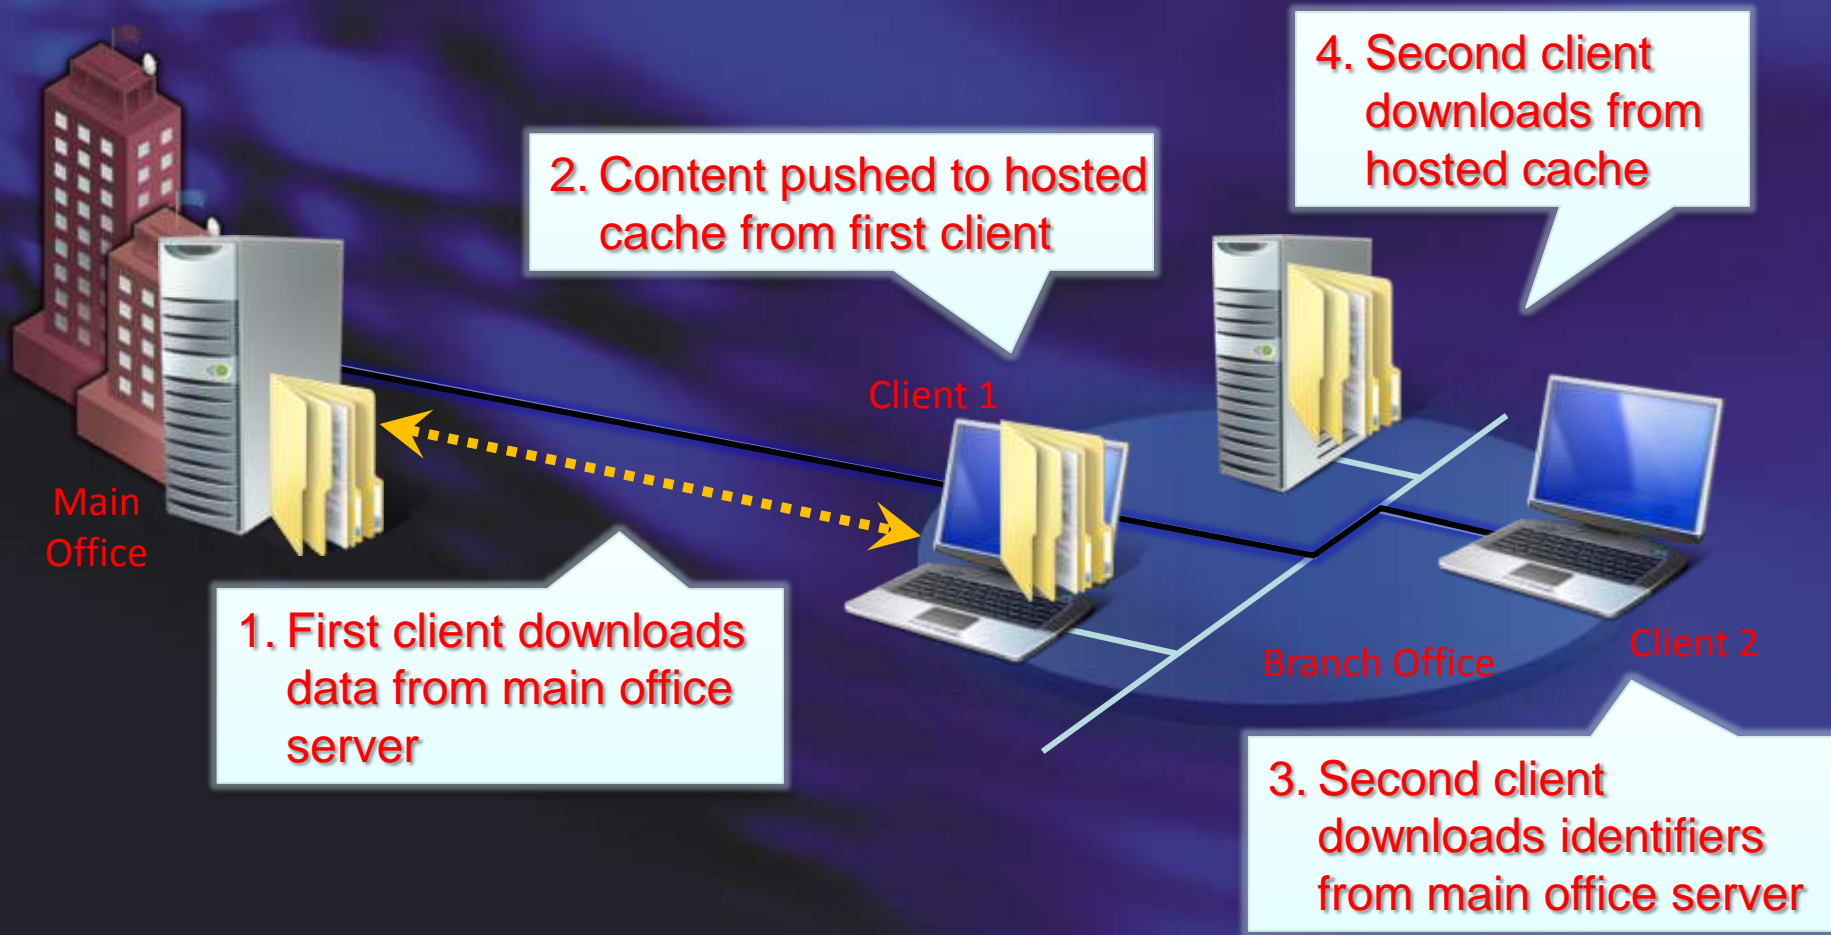 4. Second client
downloads from
hosted cache
2. Content pushed to hosted
cache from first client
Client 1
Main
Office
1. First client downloads
data from main office
server
Branch Office
Client 2
3. Second client
downloads identifiers
from main office server